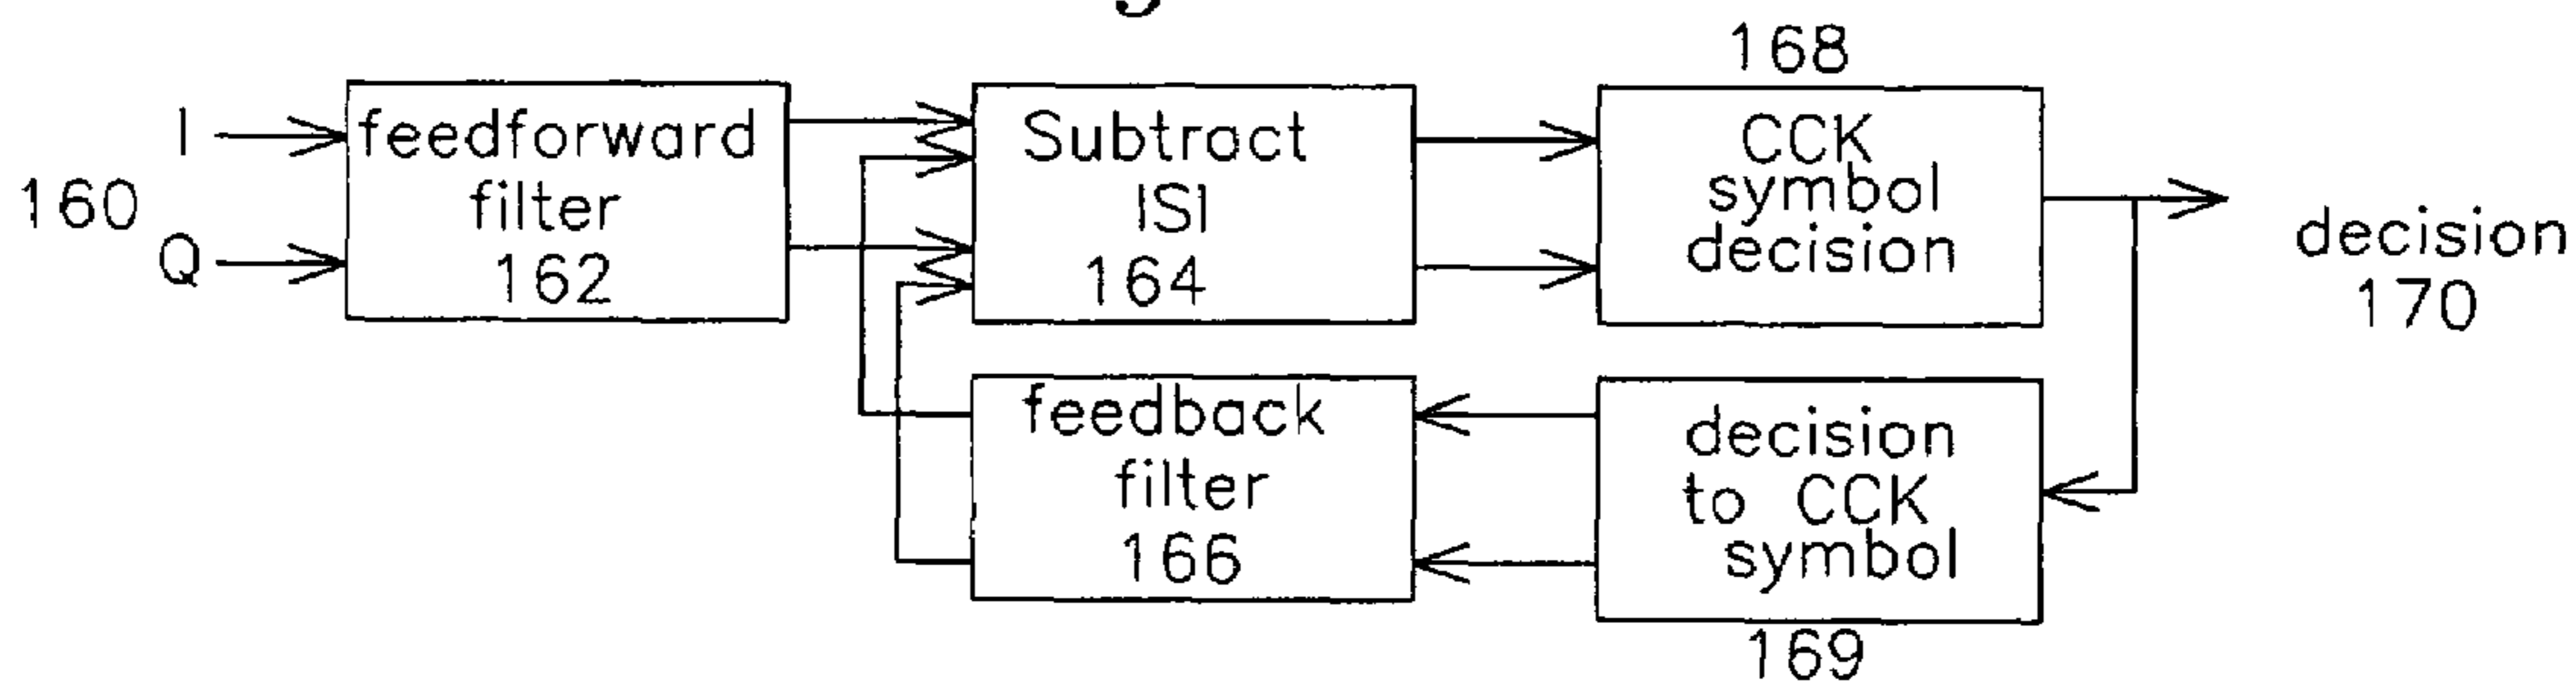 168
I
160
Q
feedforward
filter
162
Subtract
ISI
164
CCK
symbol
decision
decision
170
feedback
filter
166
decision
to CCK
symbol
169